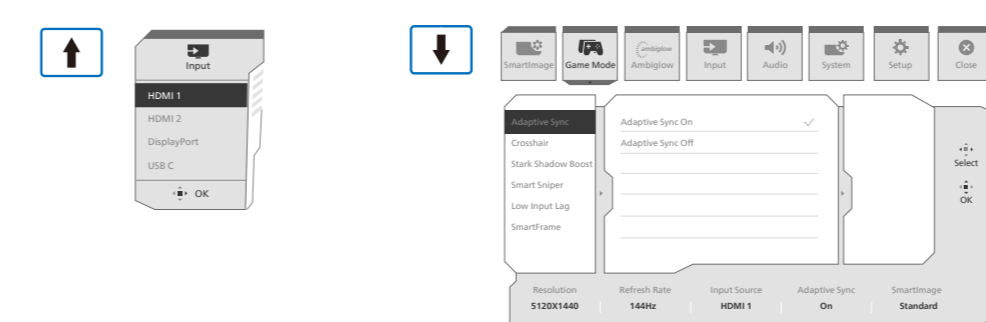 Input
HDMI 1
HDMI 2
DisplayPort
USB C
OK
SmartImage
Game Mode
ambiglow
Ambiglow
Input
Audio
System
Setup
Close
Adaptive Sync
Crosshair
Stark Shadow Boost
Smart Sniper
Low Input Lag
SmartFrame
Adaptive Sync On
Adaptive Sync Off
Select
OK
Resolution
5120X1440
Refresh Rate
144Hz
Input Source
HDMI 1
Adaptive Sync
On
SmartImage
Standard